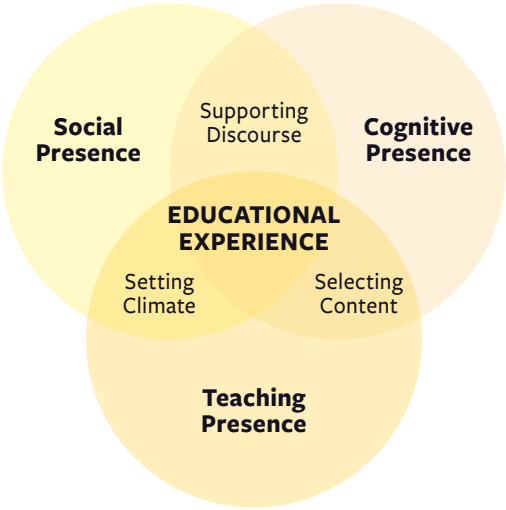 Social
Presence
Supporting
Discourse
Cognitive
Presence
EDUCATIONAL
EXPERIENCE
Setting
Climate
Selecting
Content
Teaching
Presence